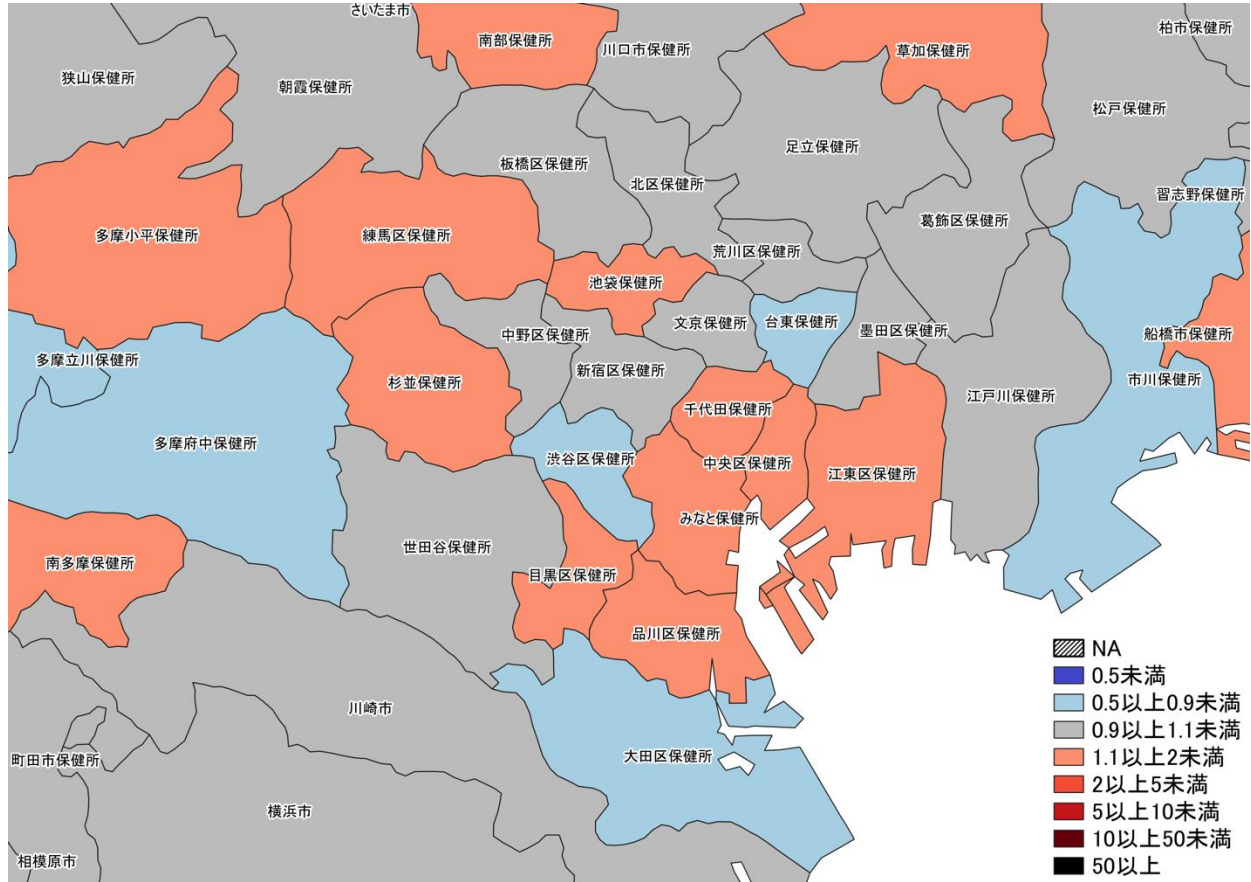 さいたま市
南部保健所
川口市保健所
草加保健所
柏市保健所
狭山保健所
朝霞保健所
松戸保健所
板橋区保健所
足立保健所
北区保健所
習志野保健所
多摩小平保健所
練馬区保健所
葛飾区保健所
荒川区保健所
池袋保健所
文京保健所
台東保健所
中野区保健所
墨田区保健所
船橋市保健所
多摩立川保健所
新宿区保健所
杉並保健所
市川保健所
千代田保健所
江戸川保健所
多摩府中保健所
渋谷区保健所
中央区保健所
江東区保健所
みなと保健所
世田谷保健所
南多摩保健所
目黒区保健所
品川区保健所
川崎市
町田市保健所
大田区保健所
横浜市
相模原市
NA
0.5未満
0.5以上0.9未満
0.9以上1.1未満
1.1以上2未満
2以上5未満
5以上10未満
10以上50未満
50以上